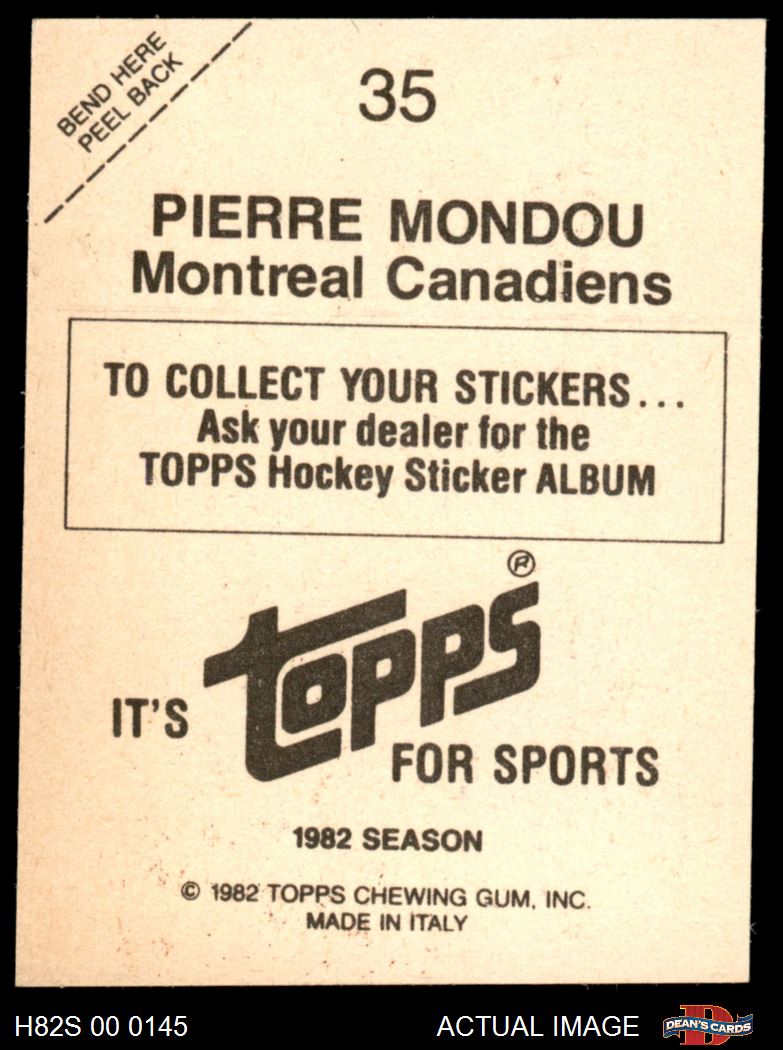 BEND HERE
PEEL BACK
35
PIERRE MONDOU
Montreal Canadiens
TO COLLECT YOUR STICKERS...
Ask your dealer for the
TOPPS Hockey Sticker ALBUM
IT'S topps® FOR SPORTS
1982 SEASON
© 1982 TOPPS CHEWING GUM, INC.
MADE IN ITALY
H82S 00 0145
ACTUAL IMAGE
D
DEAN'S CARDS